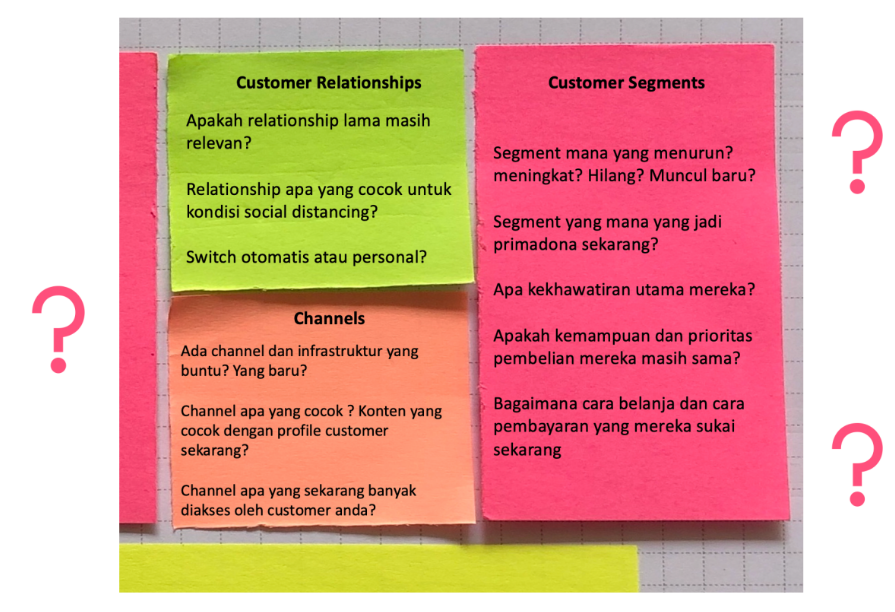 Customer Relationships
Apakah relationship lama masih
relevan?
Relationship apa yang cocok untuk
kondisi social distancing?
Switch otomatis atau personal?
Channels
Ada channel dan infrastruktur yang
buntu? Yang baru?
Channel apa yang cocok ? Konten yang
cocok dengan profile customer
sekarang?
Channel apa yang sekarang banyak
diakses oleh customer anda?
Customer Segments
Segment mana yang menurun?
meningkat? Hilang? Muncul baru?
Segment yang mana yang jadi
primadona sekarang?
Apa kekhawatiran utama mereka?
Apakah kemampuan dan prioritas
pembelian mereka masih sama?
Bagaimana cara belanja dan cara
pembayaran yang mereka sukai
sekarang
?
?
?